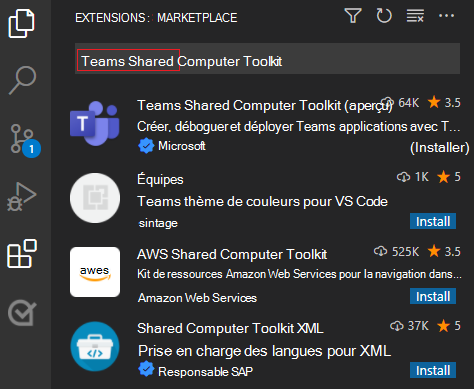 EXTENSIONS: MARKETPLACE
Teams Shared Computer Toolkit
Teams Shared Computer Toolkit (aperçu) 64K 3.5
Créer, déboguer et déployer Teams applications avec T...
Microsoft (Installer)
1
Équipes 1K 5
Teams thème de couleurs pour VS Code
sintage Install
AWS Shared Computer Toolkit 525K 3.5
awes
Kit de ressources Amazon Web Services pour la navigation dans...
Amazon Web Services Install
Shared Computer Toolkit XML 37K 5
Prise en charge des langues pour XML
Responsable SAP Install